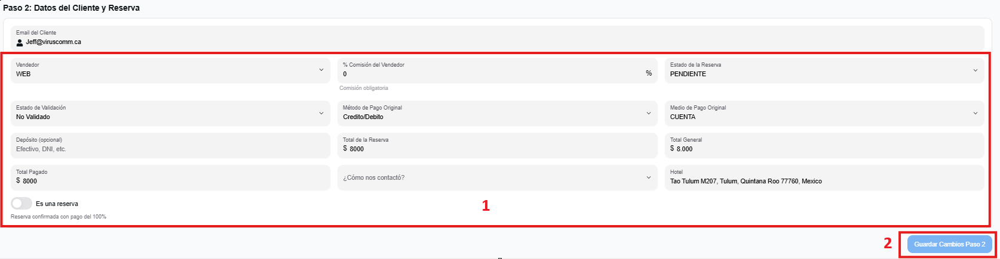 Paso 2: Datos del Cliente y Reserva
Email del Cliente
Jeff@viruscomm.ca
Vendedor
WEB
% Comisión del Vendedor
0
%
Comisión obligatoria
Estado de la Reserva
PENDIENTE
Estado de Validación
No Validado
Método de Pago Original
Credito/Debito
Medio de Pago Original
CUENTA
Depósito (opcional)
Efectivo, DNI, etc.
Total de la Reserva
$ 8000
Total General
$ 8.000
Total Pagado
$ 8000
¿Cómo nos contactó?
Hotel
Tao Tulum M207, Tulum, Quintana Roo 77760, Mexico
Es una reserva
Reserva confirmada con pago del 100%
1
2
Guardar Cambios Paso 2